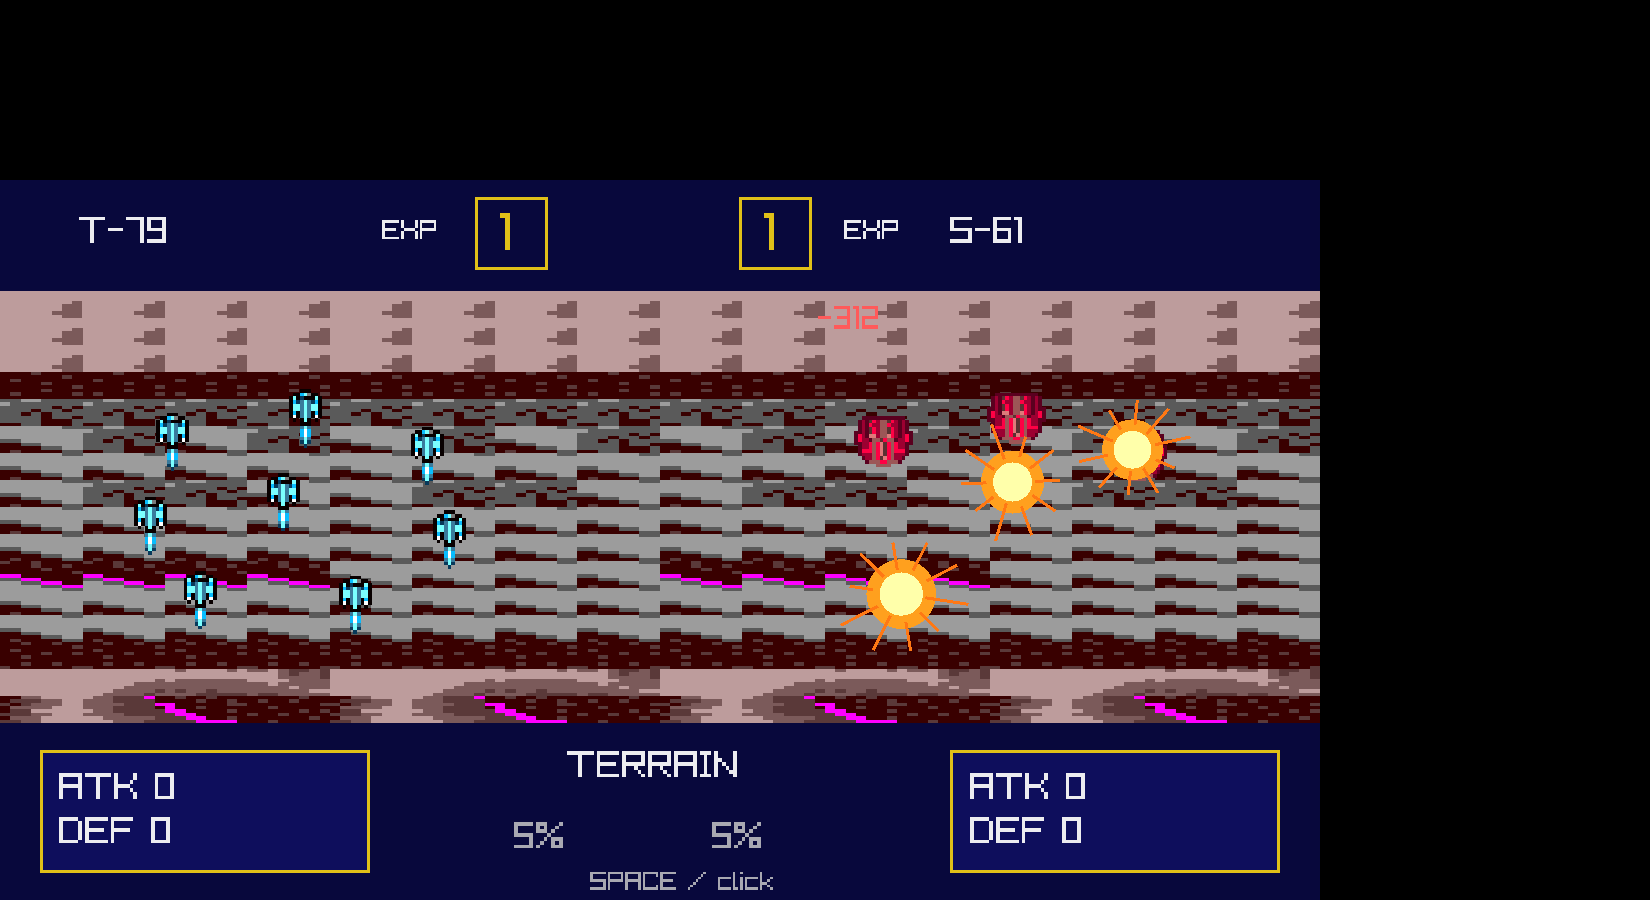 T-79 EXP 1 1 EXP S-61
-312
TERRAIN
ATK 0
DEF 0
5% 5%
ATK 0
DEF 0
SPACE / click